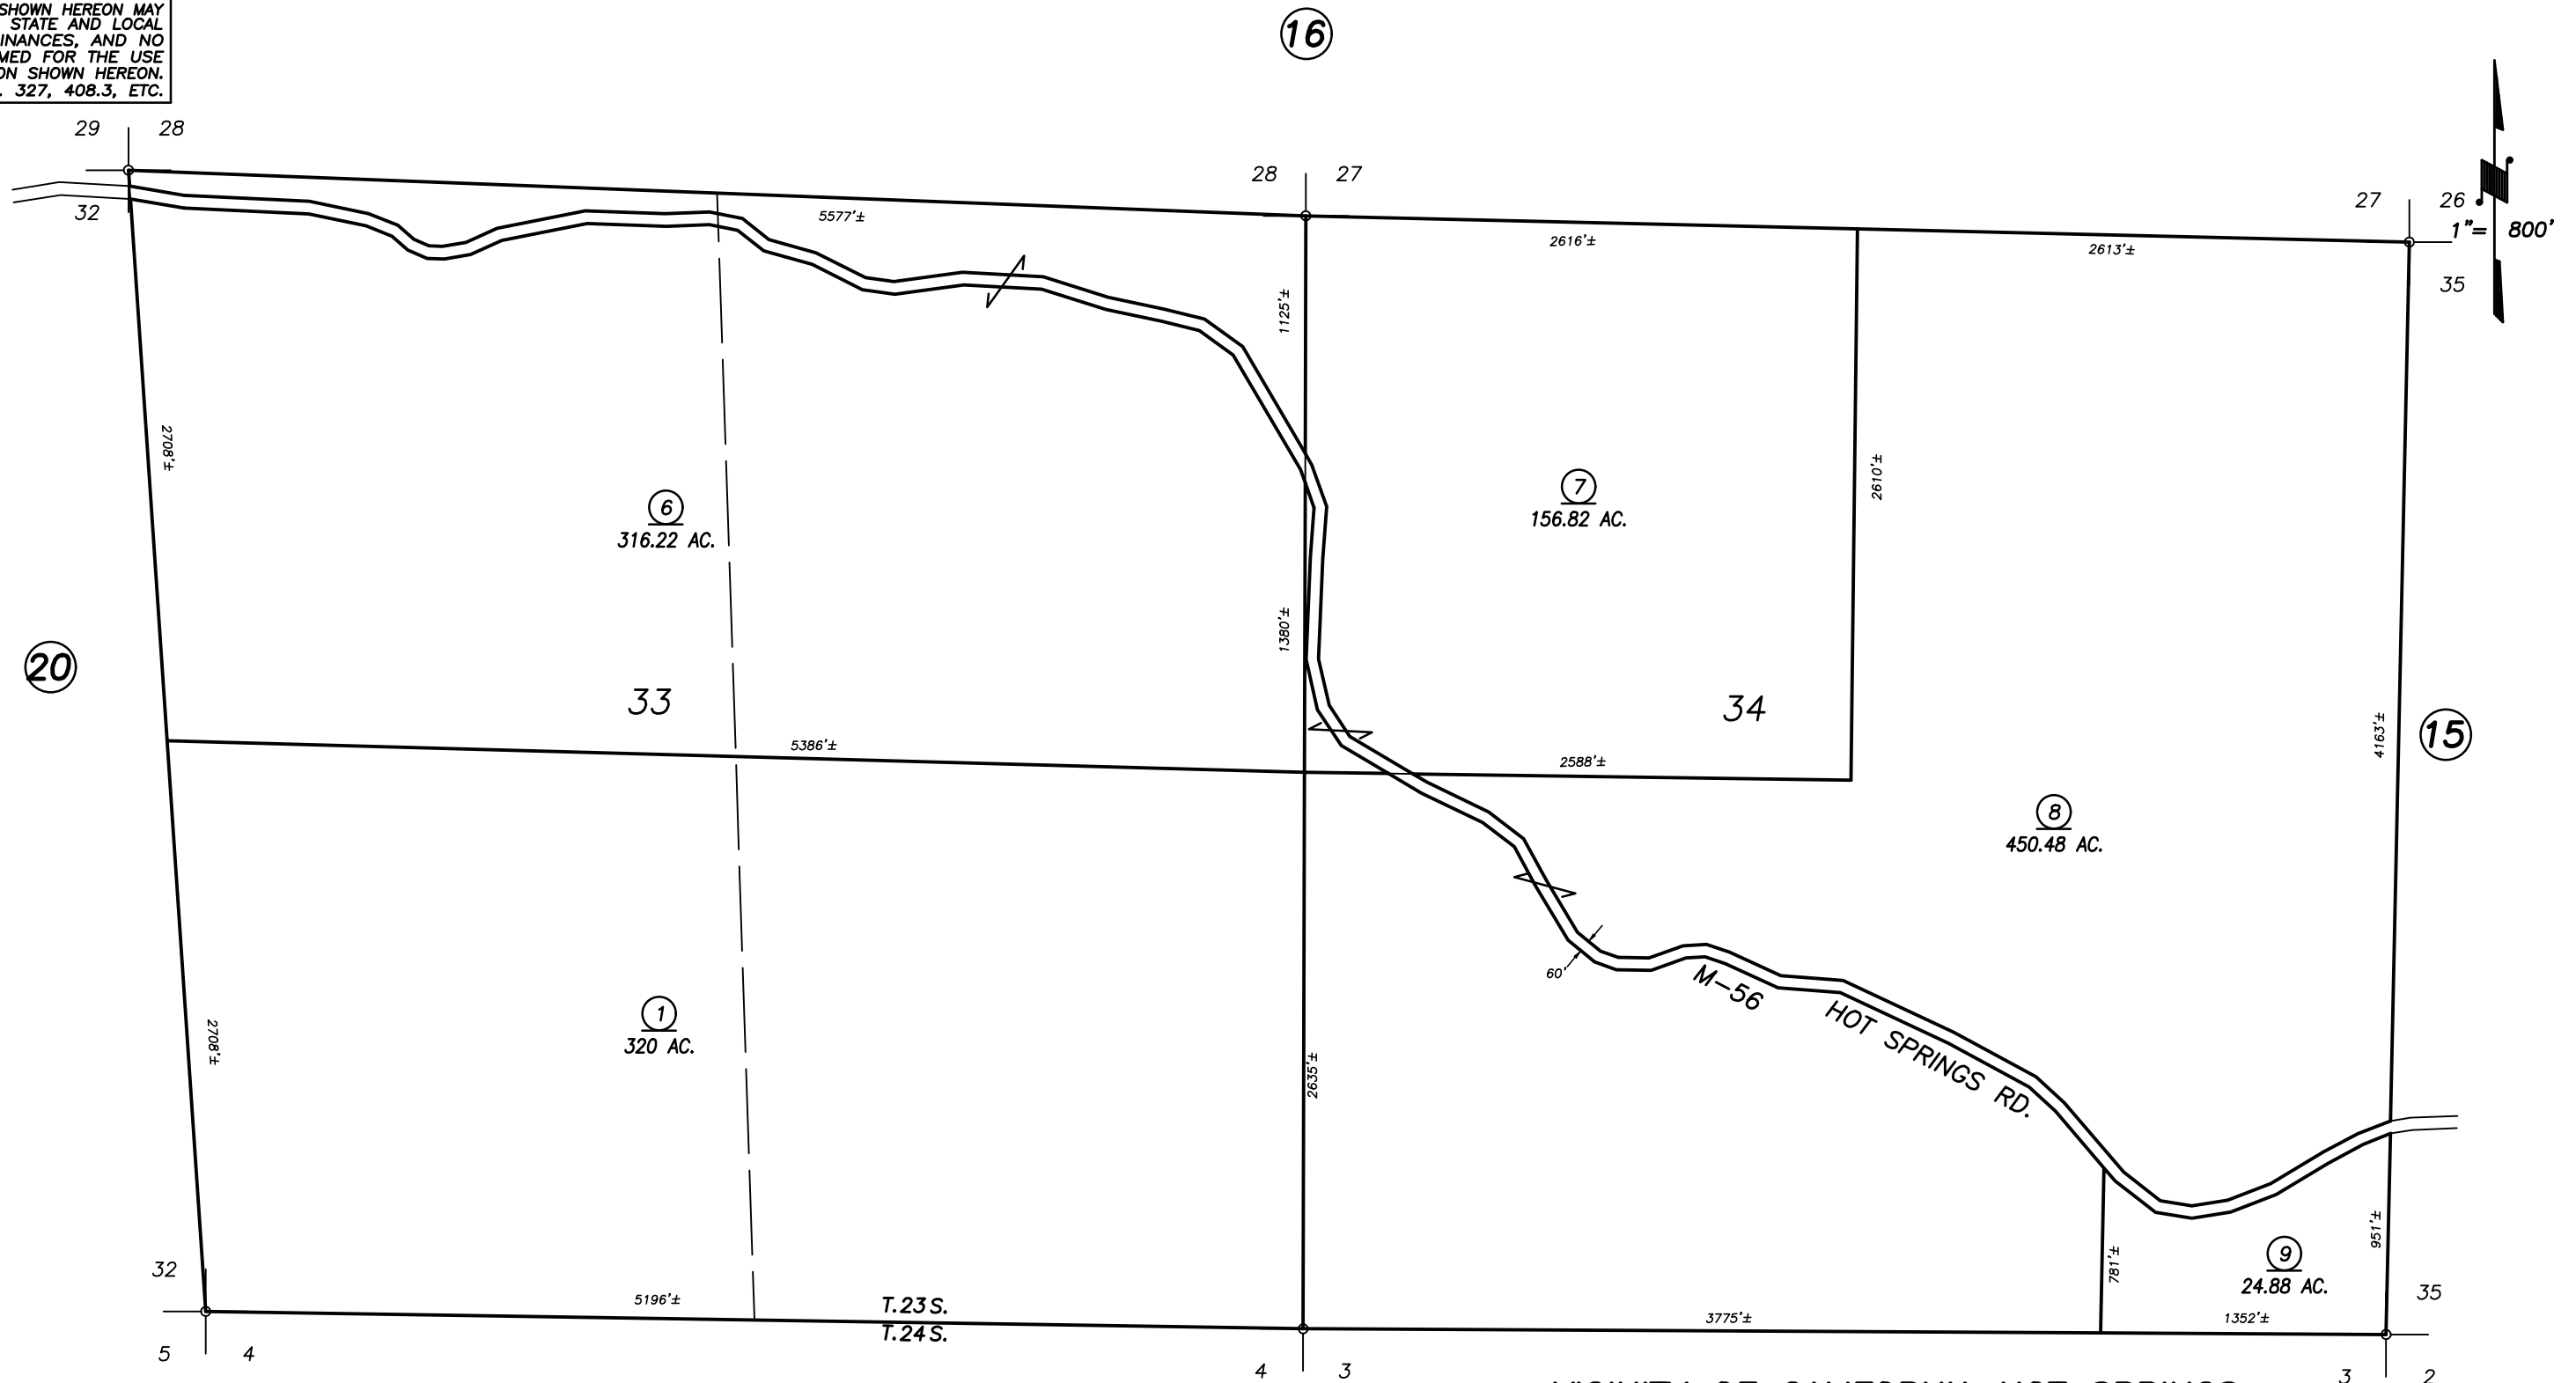 SHOWN HEREON MAY
STATE AND LOCAL
INANCES, AND NO
MED FOR THE USE
ON SHOWN HEREON.
. 327, 408.3, ETC.
16
29 28
28 27
27 26
1"= 800'
32
35
5577'±
2616'±
2613'±
1125'±
2708'±
2610'±
6
316.22 AC.
7
156.82 AC.
1380'±
20
33
34
15
4163'±
5386'±
2588'±
8
450.48 AC.
60'
M-56 HOT SPRINGS RD.
1
320 AC.
2708'±
2635'±
951'±
781'±
9
24.88 AC.
32
35
5196'±
T.23S.
T.24S.
3775'±
1352'±
5 4
4 3
3 2